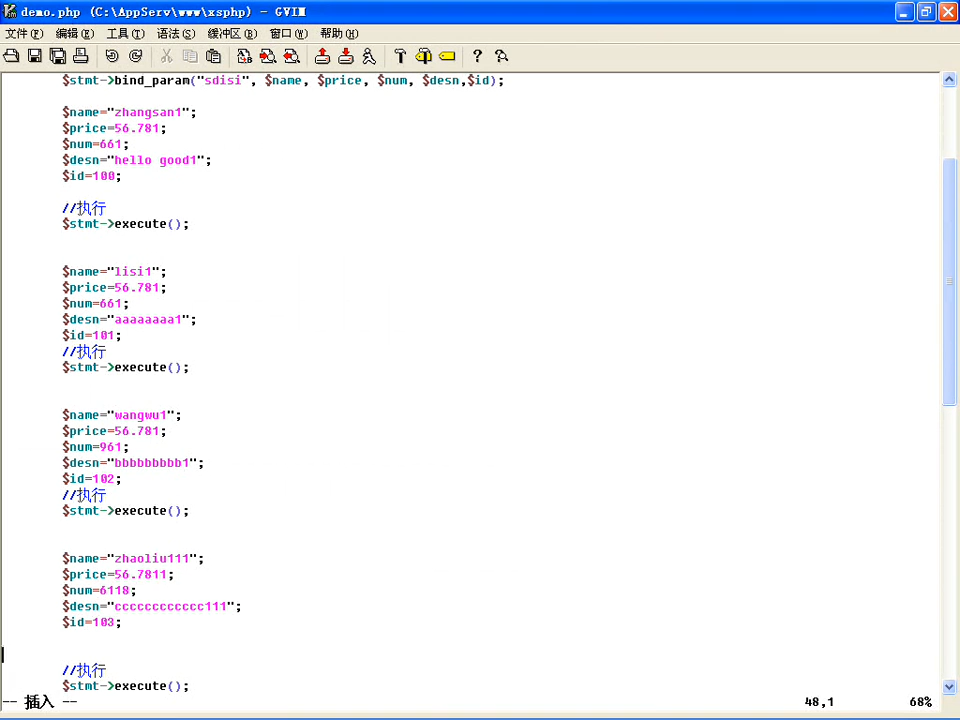 demo.php (C:\AppServ\www\xsphp) - GVIM
文件(F) 编辑(E) 工具(T) 语法(S) 缓冲区(B) 窗口(W) 帮助(H)
$stmt->bind_param("sdisi", $name, $price, $num, $desn,$id);
$name="zhangsan1";
$price=56.781;
$num=661;
$desn="hello good1";
$id=100;
//执行
$stmt->execute();
$name="lisi1";
$price=56.781;
$num=661;
$desn="aaaaaaaa1";
$id=101;
//执行
$stmt->execute();
$name="wangwu1";
$price=56.781;
$num=961;
$desn="bbbbbbbbb1";
$id=102;
//执行
$stmt->execute();
$name="zhaoliu111";
$price=56.7811;
$num=6118;
$desn="cccccccccccc111";
$id=103;
//执行
$stmt->execute();
-- 插入 -- 48,1 68%